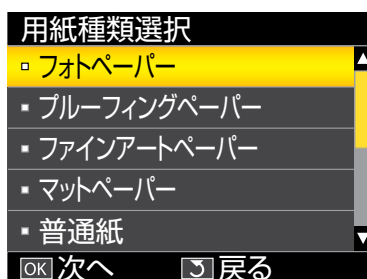 用紙種類選択
フォトペーパー
プルーフィングペーパー
ファインアートペーパー
マットペーパー
普通紙
OK 次へ 戻る